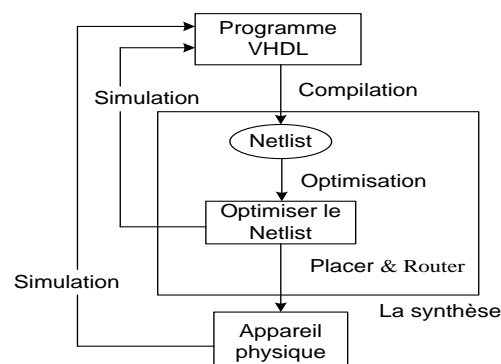 Programme
VHDL
Simulation
Compilation
Netlist
Optimisation
Optimiser le
Netlist
Placer & Router
Simulation
La synthèse
Appareil
physique